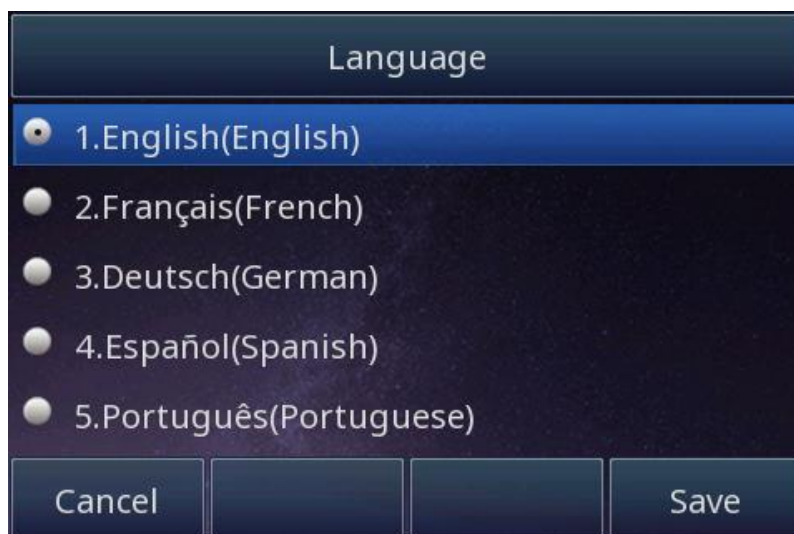 Language
1.English(English)
2.Français(French)
3.Deutsch(German)
4.Español(Spanish)
5.Português(Portuguese)
Cancel Save